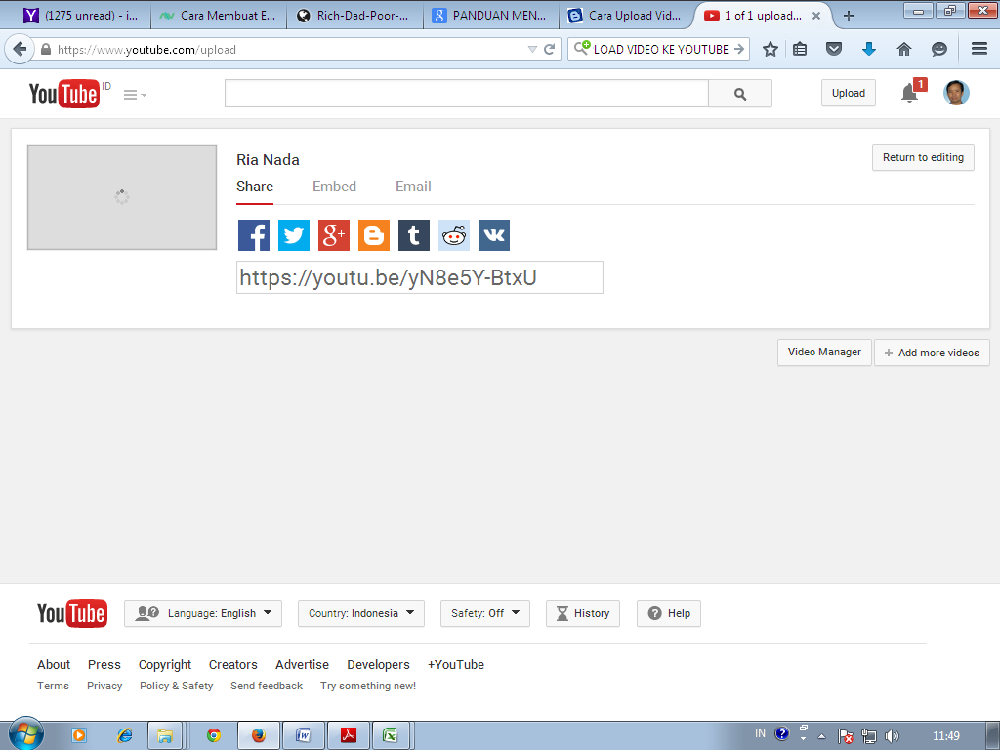 (1275 unread) - i...
Cara Membuat E...
Rich-Dad-Poor-...
PANDUAN MEN...
Cara Upload Vid...
1 of 1 upload...
https://www.youtube.com/upload
LOAD VIDEO KE YOUTUBE
YouTube ID
Upload
1
Ria Nada
Return to editing
Share Embed Email
https://youtu.be/yN8e5Y-BtxU
Video Manager
+ Add more videos
YouTube
Language: English
Country: Indonesia
Safety: Off
History
Help
About Press Copyright Creators Advertise Developers +YouTube
Terms Privacy Policy & Safety Send feedback Try something new!
IN
11:49